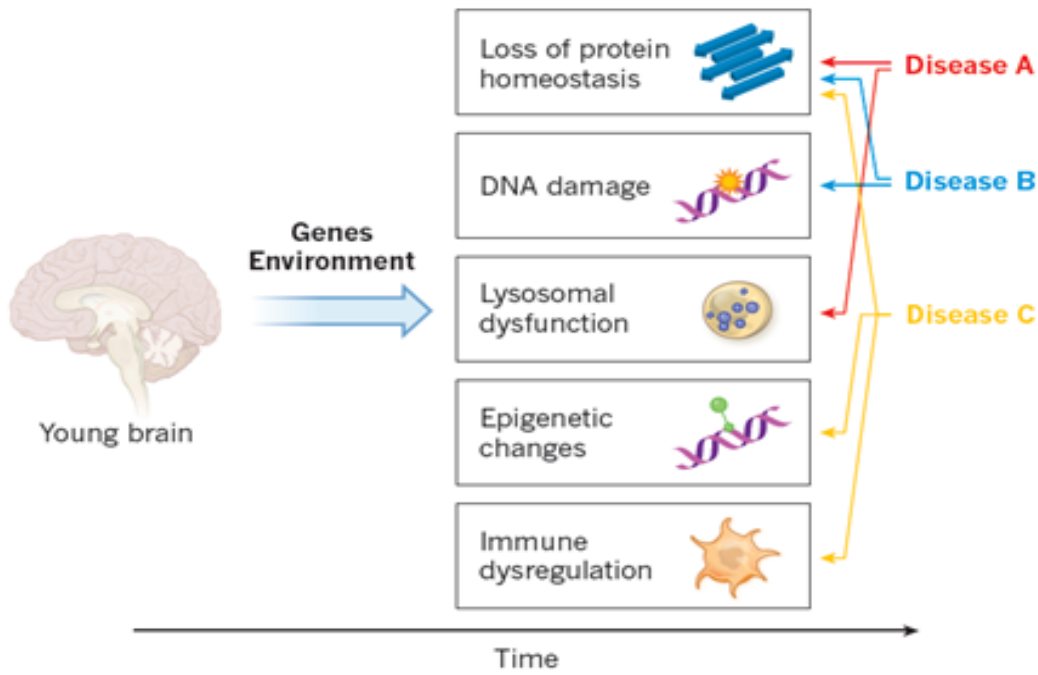 Loss of protein
homeostasis
Disease A
DNA damage
Disease B
Genes
Environment
Lysosomal
dysfunction
Disease C
Young brain
Epigenetic
changes
Immune
dysregulation
Time